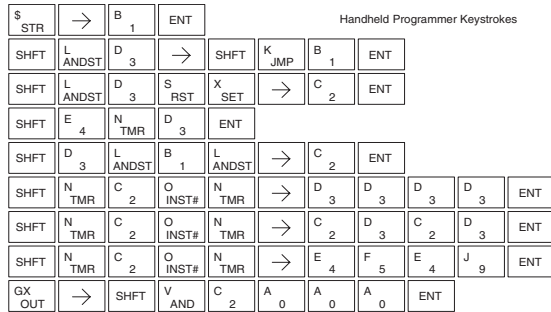 Handheld Programmer Keystrokes
$ STR → B 1 ENT
SHFT L ANDST D 3 → SHFT K JMP B 1 ENT
SHFT L ANDST D 3 S RST X SET → C 2 ENT
SHFT E 4 N TMR D 3 ENT
SHFT D 3 L ANDST B 1 L ANDST → C 2 ENT
SHFT N TMR C 2 O INST# N TMR → D 3 D 3 D 3 D 3 ENT
SHFT N TMR C 2 O INST# N TMR → C 2 D 3 C 2 D 3 ENT
SHFT N TMR C 2 O INST# N TMR → E 4 F 5 E 4 J 9 ENT
GX OUT → SHFT V AND C 2 A 0 A 0 A 0 ENT